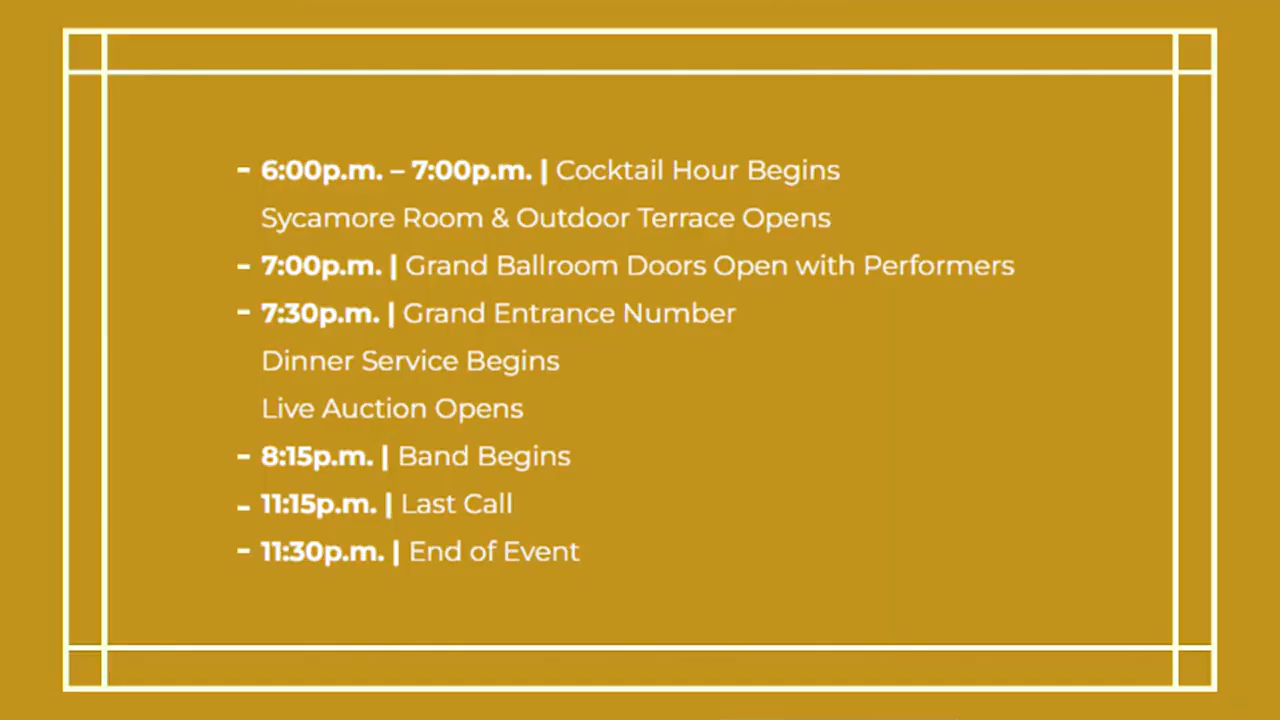 - 6:00p.m. – 7:00p.m. | Cocktail Hour Begins
Sycamore Room & Outdoor Terrace Opens
- 7:00p.m. | Grand Ballroom Doors Open with Performers
- 7:30p.m. | Grand Entrance Number
Dinner Service Begins
Live Auction Opens
- 8:15p.m. | Band Begins
- 11:15p.m. | Last Call
- 11:30p.m. | End of Event